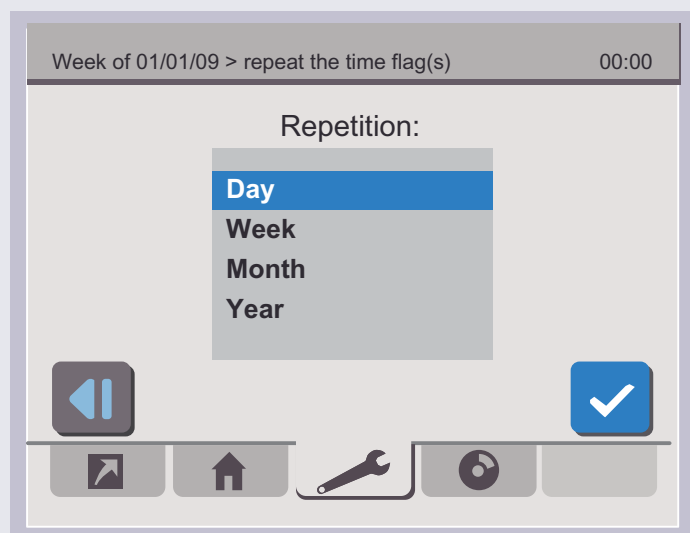 Week of 01/01/09 > repeat the time flag(s) 00:00
Repetition:
Day
Week
Month
Year